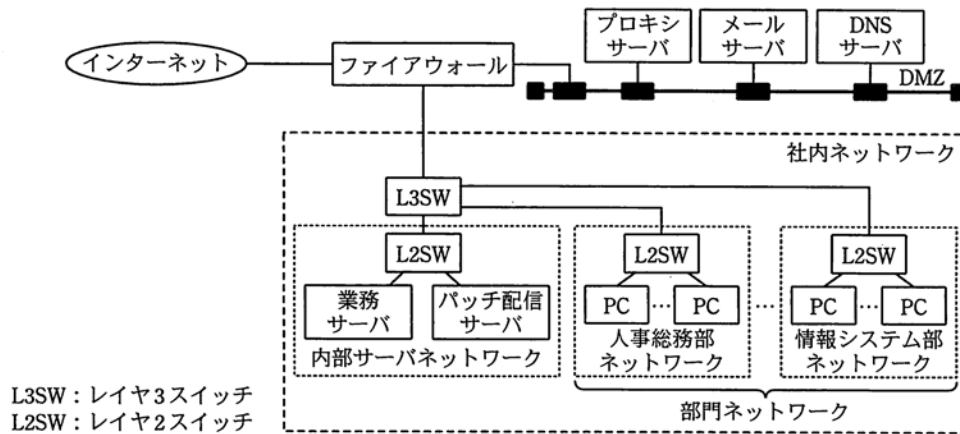 インターネット
ファイアウォール
プロキシ
サーバ
メール
サーバ
DNS
サーバ
DMZ
社内ネットワーク
L3SW
L2SW
業務
サーバ
パッチ配信
サーバ
内部サーバネットワーク
L2SW
PC
…
PC
人事総務部
ネットワーク
…
L2SW
PC
…
PC
情報システム部
ネットワーク
部門ネットワーク
L3SW：レイヤ3スイッチ
L2SW：レイヤ2スイッチ